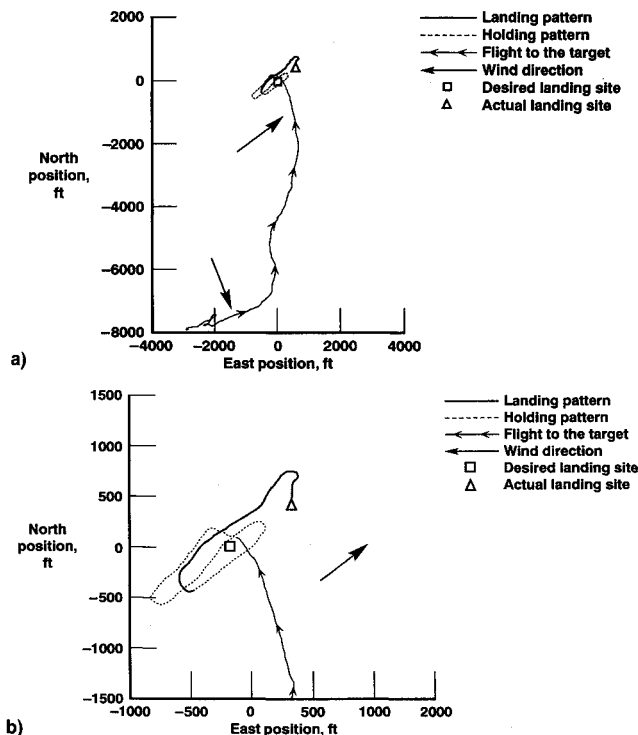 2000
0
−2000
−4000
−6000
−8000
North
position,
ft
−4000 −2000 0 2000 4000
East position, ft
Landing pattern
Holding pattern
Flight to the target
Wind direction
Desired landing site
Actual landing site
a)
1500
1000
500
0
−500
−1000
−1500
North
position,
ft
−1000 −500 0 500 1000 1500 2000
East position, ft
Landing pattern
Holding pattern
Flight to the target
Wind direction
Desired landing site
Actual landing site
b)